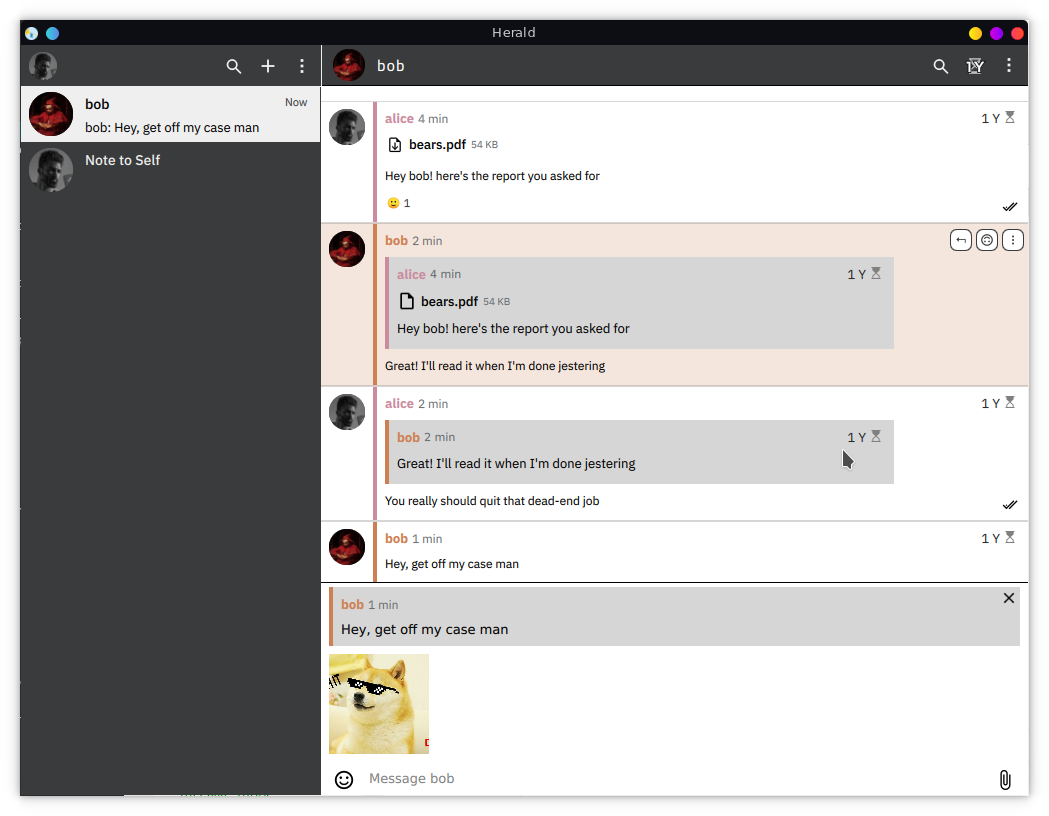 Herald
bob
1Y
bob Now
bob: Hey, get off my case man
Note to Self
alice 4 min 1 Y
bears.pdf 54 KB
Hey bob! here's the report you asked for
🙂 1
bob 2 min
alice 4 min 1 Y
bears.pdf 54 KB
Hey bob! here's the report you asked for
Great! I'll read it when I'm done jestering
alice 2 min 1 Y
bob 2 min 1 Y
Great! I'll read it when I'm done jestering
You really should quit that dead-end job
bob 1 min 1 Y
Hey, get off my case man
bob 1 min
Hey, get off my case man
Message bob